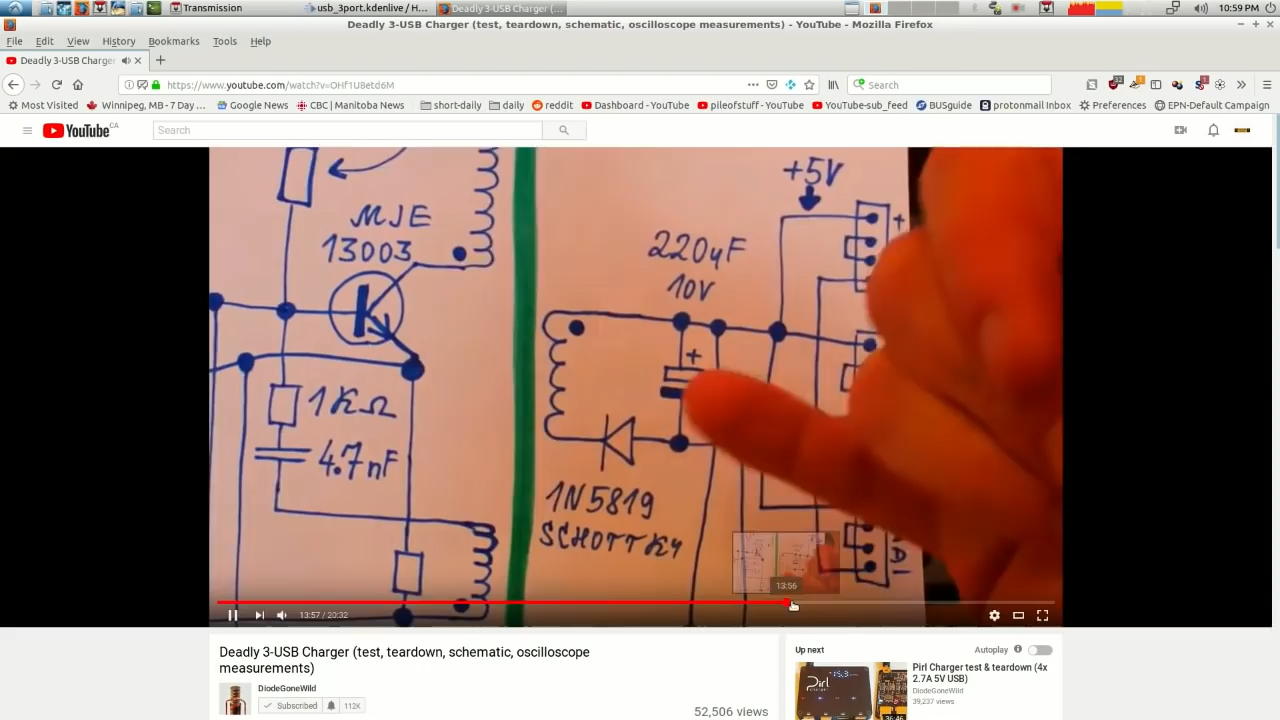 Transmission
usb_3port.kdenlive / H...
Deadly 3-USB Charger (...
10:59 PM
Deadly 3-USB Charger (test, teardown, schematic, oscilloscope measurements) - YouTube - Mozilla Firefox
File Edit View History Bookmarks Tools Help
Deadly 3-USB Charger
https://www.youtube.com/watch?v=OHf1U8etd6M
Search
Most Visited Winnipeg, MB - 7 Day ... Google News CBC | Manitoba News short-daily daily reddit Dashboard - YouTube pileofstuff - YouTube YouTube-sub_feed BUSguide protonmail Inbox Preferences EPN-Default Campaign
YouTube CA
Search
+5V
MJE
13003
220µF
10V
+
+
1KΩ
4.7nF
1N5819
SCHOTTKY
13:56
13:57 / 20:32
Deadly 3-USB Charger (test, teardown, schematic, oscilloscope
measurements)
DiodeGoneWild
Subscribed 112K
52,506 views
Up next
Autoplay
Pirl
Pirl Charger test & teardown (4x
2.7A 5V USB)
DiodeGoneWild
39,237 views
36:46